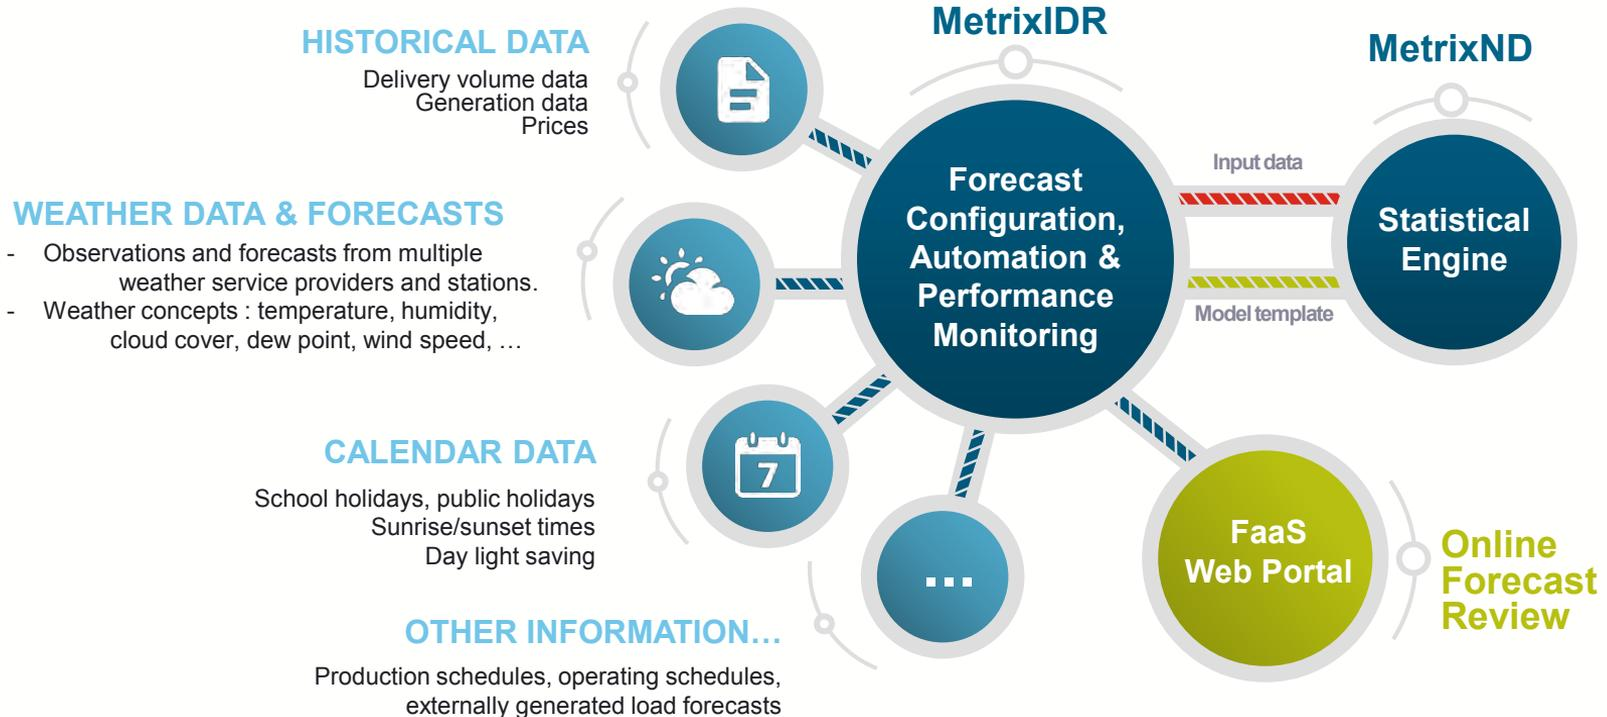 HISTORICAL DATA
Delivery volume data
Generation data
Prices
WEATHER DATA & FORECASTS
- Observations and forecasts from multiple
weather service providers and stations.
- Weather concepts : temperature, humidity,
cloud cover, dew point, wind speed, …
CALENDAR DATA
School holidays, public holidays
Sunrise/sunset times
Day light saving
7
OTHER INFORMATION…
Production schedules, operating schedules,
externally generated load forecasts
...
MetrixIDR
Forecast
Configuration,
Automation &
Performance
Monitoring
Input data
Model template
MetrixND
Statistical
Engine
FaaS
Web Portal
Online
Forecast
Review